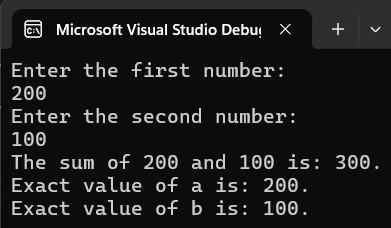 Microsoft Visual Studio Debug
Enter the first number:
200
Enter the second number:
100
The sum of 200 and 100 is: 300.
Exact value of a is: 200.
Exact value of b is: 100.